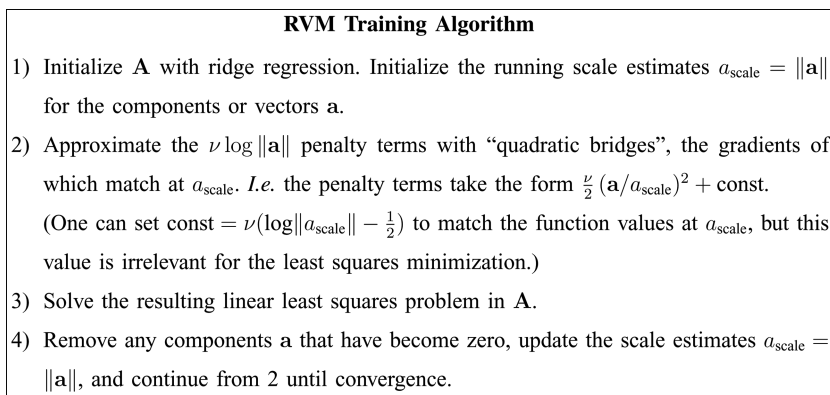 RVM Training Algorithm
1) Initialize A with ridge regression. Initialize the running scale estimates a_scale = ‖a‖
for the components or vectors a.
2) Approximate the ν log ‖a‖ penalty terms with “quadratic bridges”, the gradients of
which match at a_scale. I.e. the penalty terms take the form ν/2 (a/a_scale)² + const.
(One can set const = ν(log‖a_scale‖ − 1/2) to match the function values at a_scale, but this
value is irrelevant for the least squares minimization.)
3) Solve the resulting linear least squares problem in A.
4) Remove any components a that have become zero, update the scale estimates a_scale =
‖a‖, and continue from 2 until convergence.